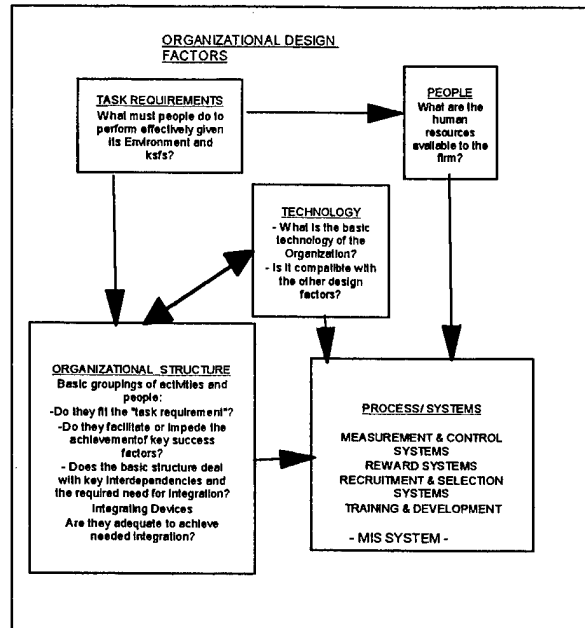 ORGANIZATIONAL DESIGN
FACTORS
TASK REQUIREMENTS
What must people do to
perform effectively given
its Environment and
ksfs?
PEOPLE
What are the
human
resources
available to the
firm?
TECHNOLOGY
- What is the basic
technology of the
Organization?
- Is it compatible with
the other design
factors?
ORGANIZATIONAL STRUCTURE
Basic groupings of activities and
people:
-Do they fit the "task requirement"?
-Do they facilitate or impede the
achievementof key success
factors?
- Does the basic structure deal
with key interdependencies and
the required need for integration?
Integrating Devices
Are they adequate to achieve
needed integration?
PROCESS/ SYSTEMS
MEASUREMENT & CONTROL
SYSTEMS
REWARD SYSTEMS
RECRUITMENT & SELECTION
SYSTEMS
TRAINING & DEVELOPMENT
- MIS SYSTEM -